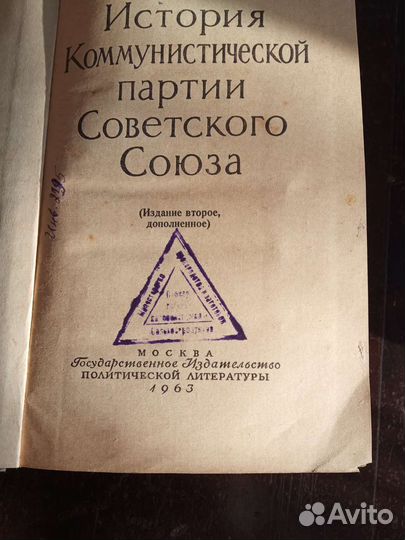 История
Коммунистической
партии
Советского
Союза
(Издание второе,
дополненное)
МОСКВА
Государственное Издательство
ПОЛИТИЧЕСКОЙ ЛИТЕРАТУРЫ
1963
Avito